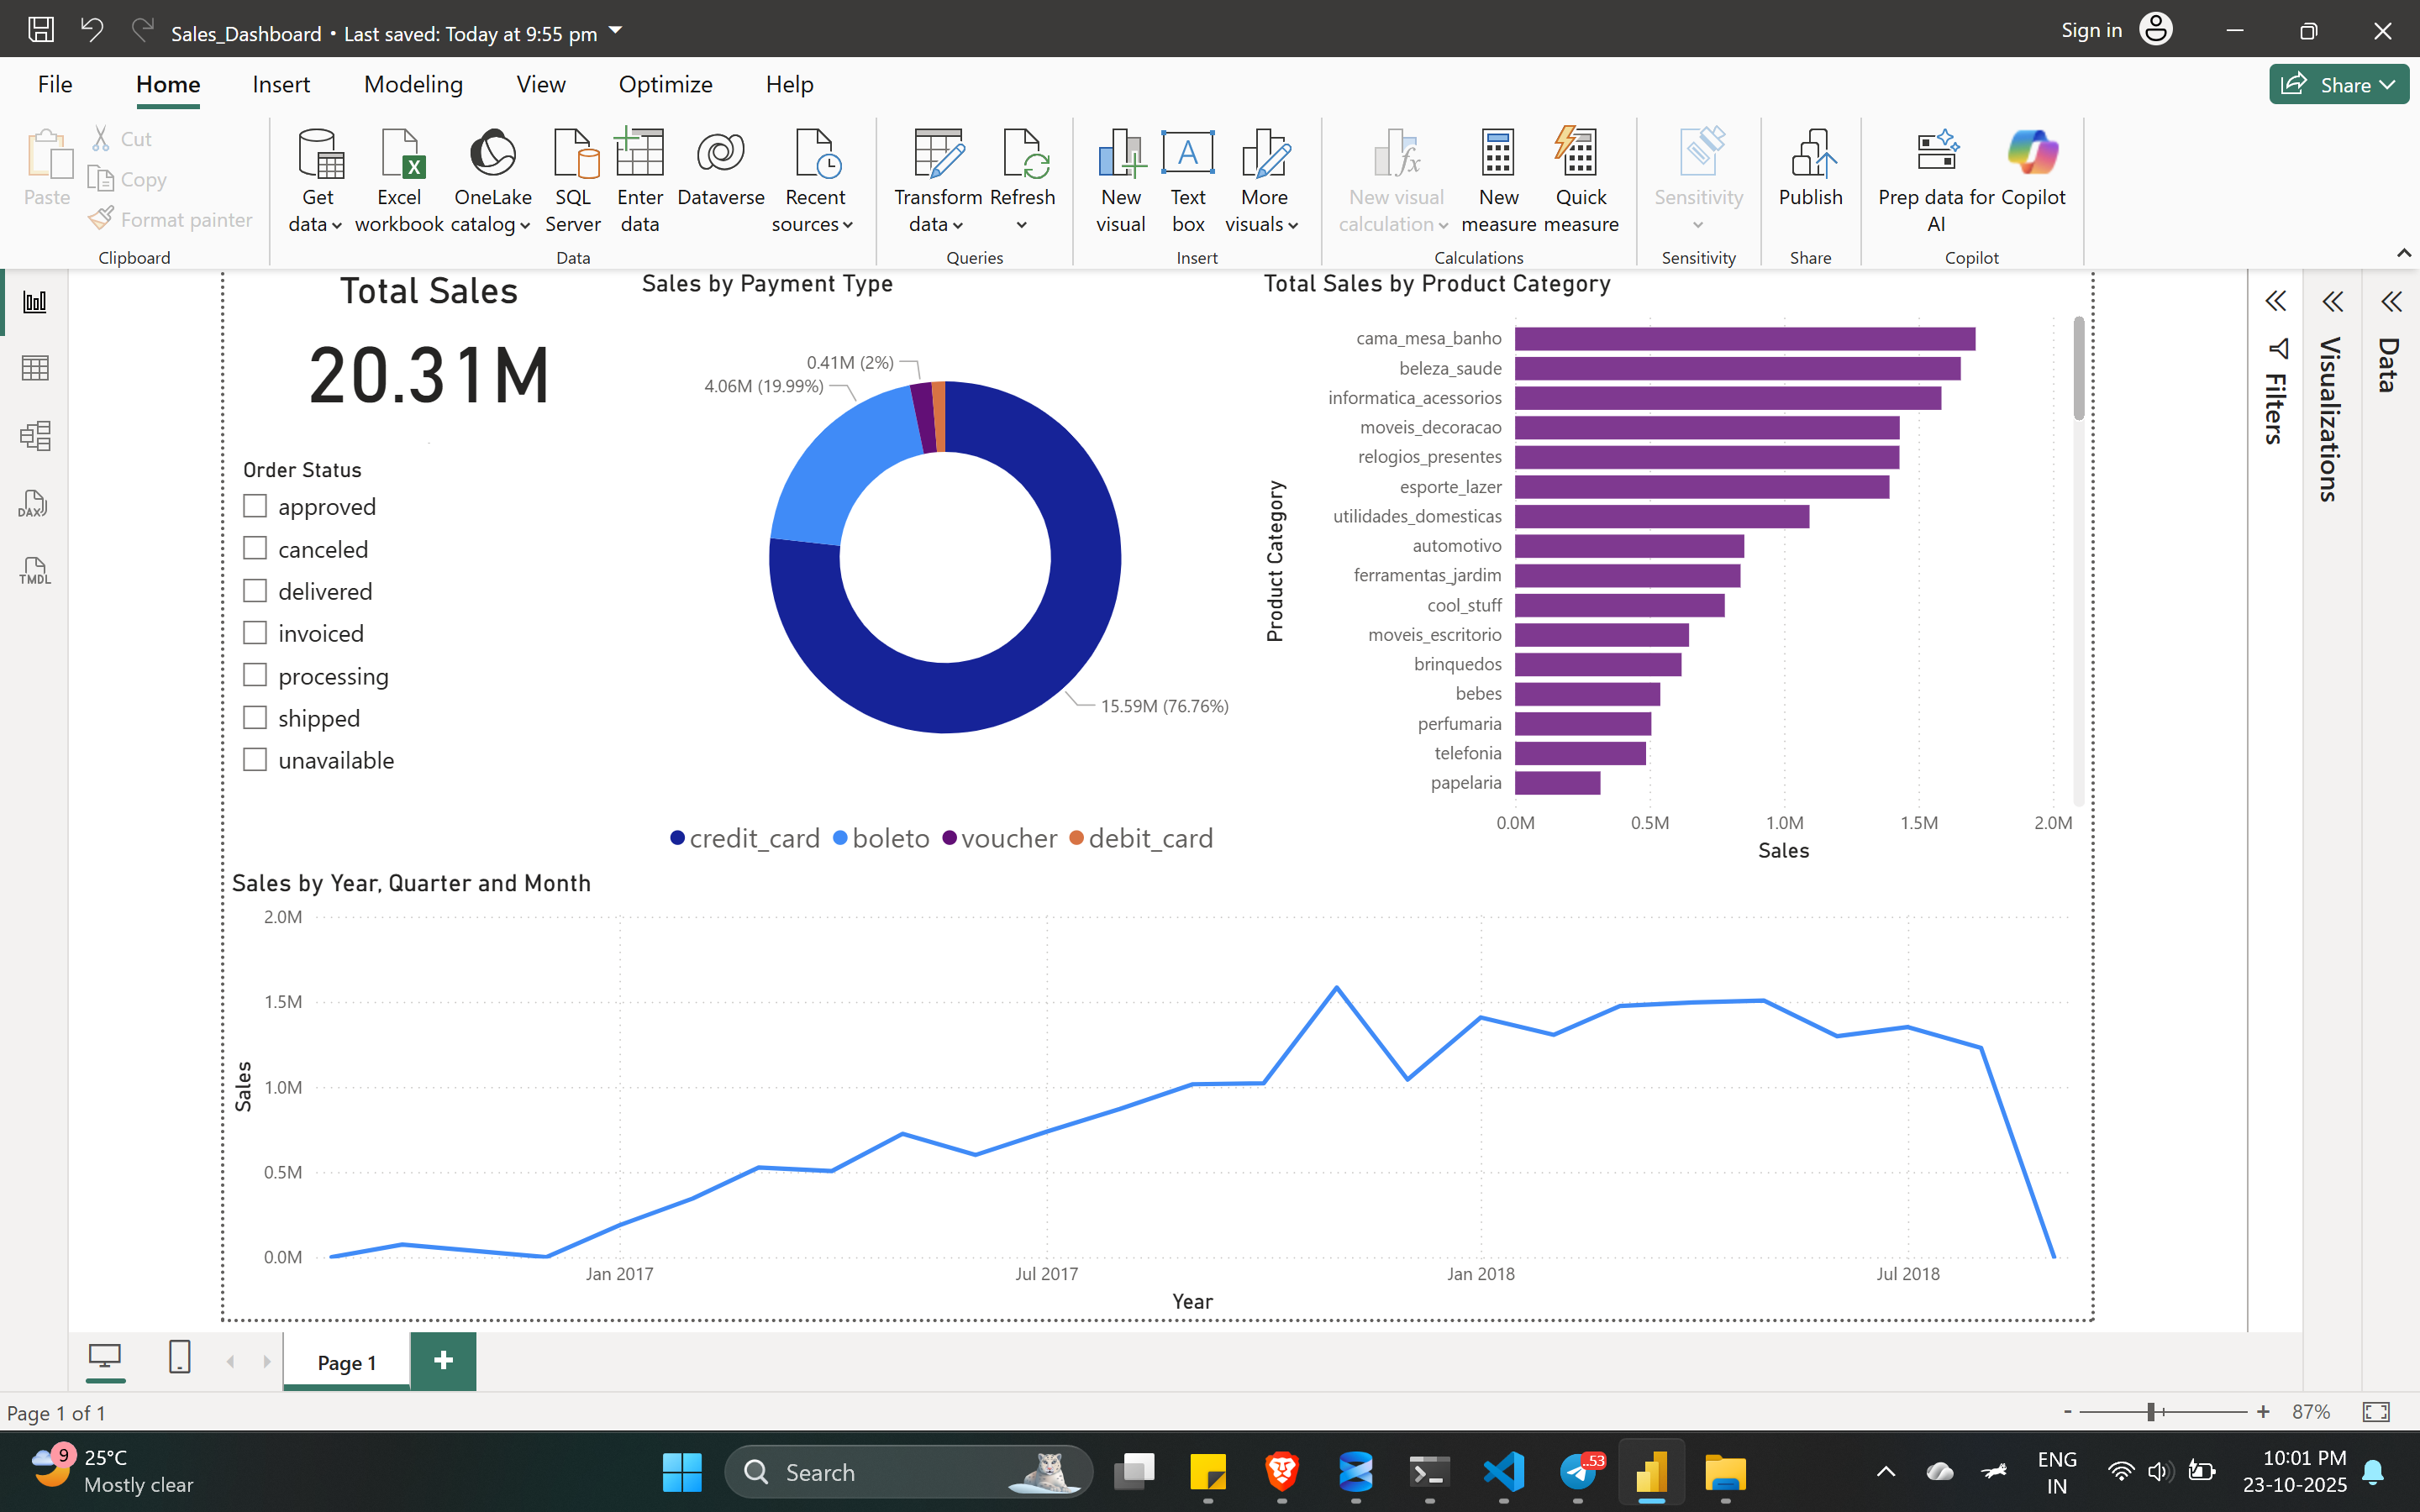 Sales_Dashboard • Last saved: Today at 9:55 pm
Sign in
File Home Insert Modeling View Optimize Help
Share
Paste
Cut
Copy
Format painter
Clipboard
Get data
Excel workbook
OneLake catalog
SQL Server
Enter data
Dataverse
Recent sources
Data
Transform data
Refresh
Queries
New visual
A
Text box
More visuals
Insert
New visual calculation
New measure
Quick measure
Calculations
Sensitivity
Sensitivity
Publish
Share
Prep data for AI
Copilot
Copilot
DAX
TMDL
Total Sales
20.31M
Order Status
approved
canceled
delivered
invoiced
processing
shipped
unavailable
Sales by Payment Type
0.41M (2%)
4.06M (19.99%)
15.59M (76.76%)
credit_card boleto voucher debit_card
Total Sales by Product Category
Product Category
cama_mesa_banho
beleza_saude
informatica_acessorios
moveis_decoracao
relogios_presentes
esporte_lazer
utilidades_domesticas
automotivo
ferramentas_jardim
cool_stuff
moveis_escritorio
brinquedos
bebes
perfumaria
telefonia
papelaria
0.0M 0.5M 1.0M 1.5M 2.0M
Sales
Filters
Visualizations
Data
Sales by Year, Quarter and Month
Sales
2.0M
1.5M
1.0M
0.5M
0.0M
Jan 2017 Jul 2017 Jan 2018 Jul 2018
Year
Page 1
Page 1 of 1
- + 87%
9
25°C
Mostly clear
Search
..53
ENG
IN
10:01 PM
23-10-2025